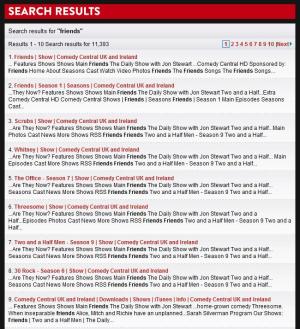 SEARCH RESULTS
Search results for "friends"
Results 1 - 10 Search results for 11,393
1 2 3 4 5 6 7 8 9 10 |Next
1. Friends | Show | Comedy Central UK and Ireland
... Features Shows Shows Main Friends The Daily Show with Jon Stewart...Comedy Central HD Sponsored by:
Friends Home About Seasons Cast Watch Video Photos Friends The Friends Songs The Friends Songs...
2. Friends | Season 1 | Seasons | Comedy Central UK and Ireland
...They Now? Features Shows Shows Main Friends The Daily Show with Jon Stewart Two and a Half...Extra
Comedy Central HD Comedy Central Shows | Friends | Seasons Friends | Season 1 Main Episodes Seasons
Cast...
3. Scrubs | Show | Comedy Central UK and Ireland
...Are They Now? Features Shows Shows Main Friends The Daily Show with Jon Stewart Two and a Half... Main
Photos Cast News More Shows RSS Friends Friends Two and a Half Men - Season 9 Two and a Half...
4. Whitney | Show | Comedy Central UK and Ireland
...Are They Now? Features Shows Shows Main Friends The Daily Show with Jon Stewart Two and a Half... Main
Episodes Cast News More Shows RSS Friends Friends Two and a Half Men - Season 9 Two and a
Half...
5. The Office - Season 7 | Show | Comedy Central UK and Ireland
...Are They Now? Features Shows Shows Main Friends The Daily Show with Jon Stewart Two and a Half...
Seasons Cast News More Shows RSS Friends Friends Two and a Half Men - Season 9 Two and a Half...
6. Threesome | Show | Comedy Central UK and Ireland
...Are They Now? Features Shows Shows Main Friends The Daily Show with Jon Stewart Two and a
Half...Episodes Photos Cast News More Shows RSS Friends Friends Two and a Half Men - Season 9 Two and a
Half...
7. Two and a Half Men | Show | Comedy Central UK and Ireland
...Are They Now? Features Shows Shows Main Friends The Daily Show with Jon Stewart Two and a Half...
Seasons Cast News More Shows RSS Friends Friends Two and a Half Men - Season 9 Two and a Half...
8. 30 Rock - Season 6 | Show | Comedy Central UK and Ireland
...Are They Now? Features Shows Shows Main Friends The Daily Show with Jon Stewart Two and a Half...
Seasons Cast News More Shows RSS Friends Friends Two and a Half Men - Season 9 Two and a Half...
9. Comedy Central UK and Ireland | Downloads | Shows | iTunes | Info | Comedy Central UK and Ireland
... Features Shows Shows Main Friends The Daily Show with Jon Stewart ...home-grown comedy Threesome.
When inseparable friends Alice, Mitch and Richie have an unplanned...Sarah Silverman Program Our Shows:
Friends | Two and a Half Men | The Daily...